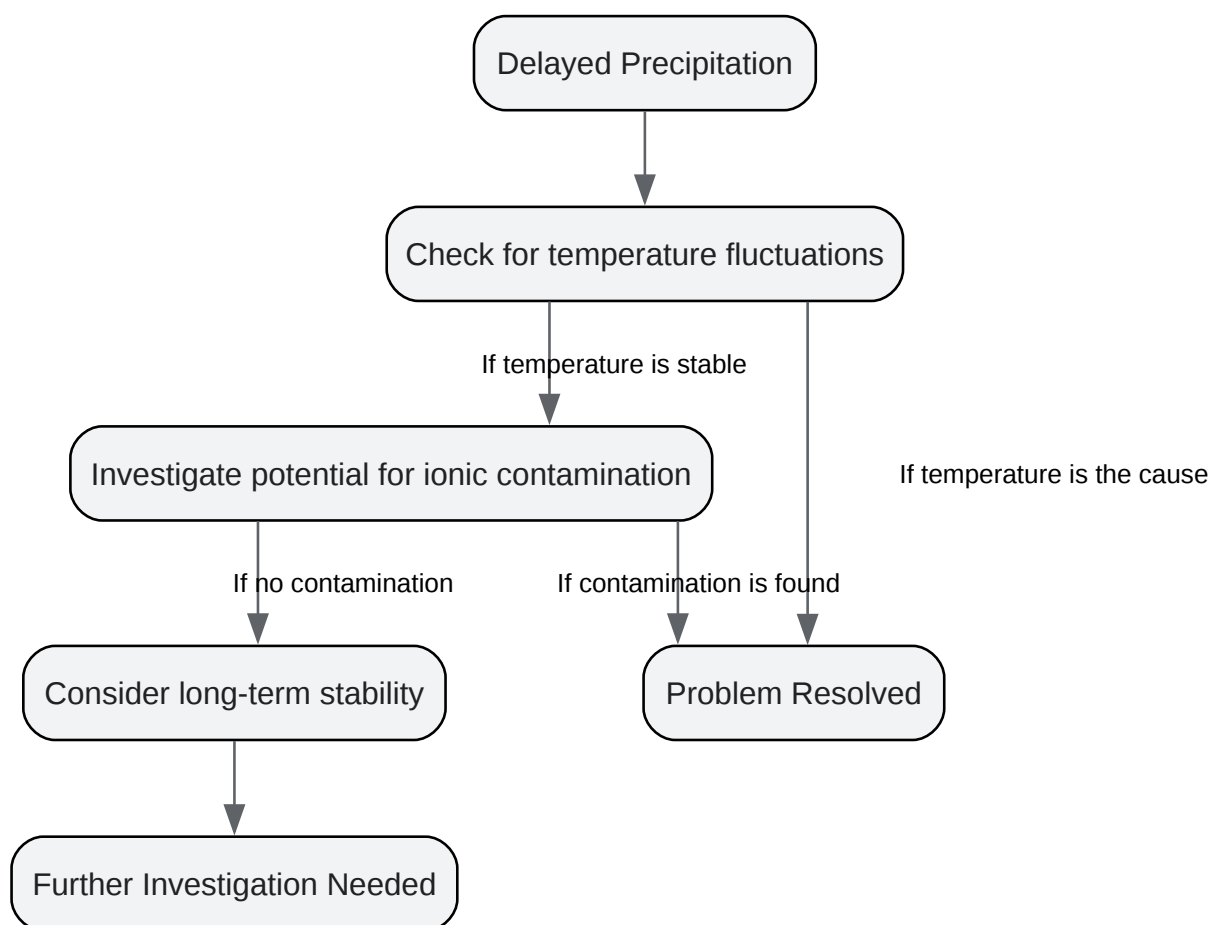 Delayed Precipitation
Check for temperature fluctuations
If temperature is stable
Investigate potential for ionic contamination
If temperature is the cause
If no contamination
If contamination is found
Consider long-term stability
Problem Resolved
Further Investigation Needed